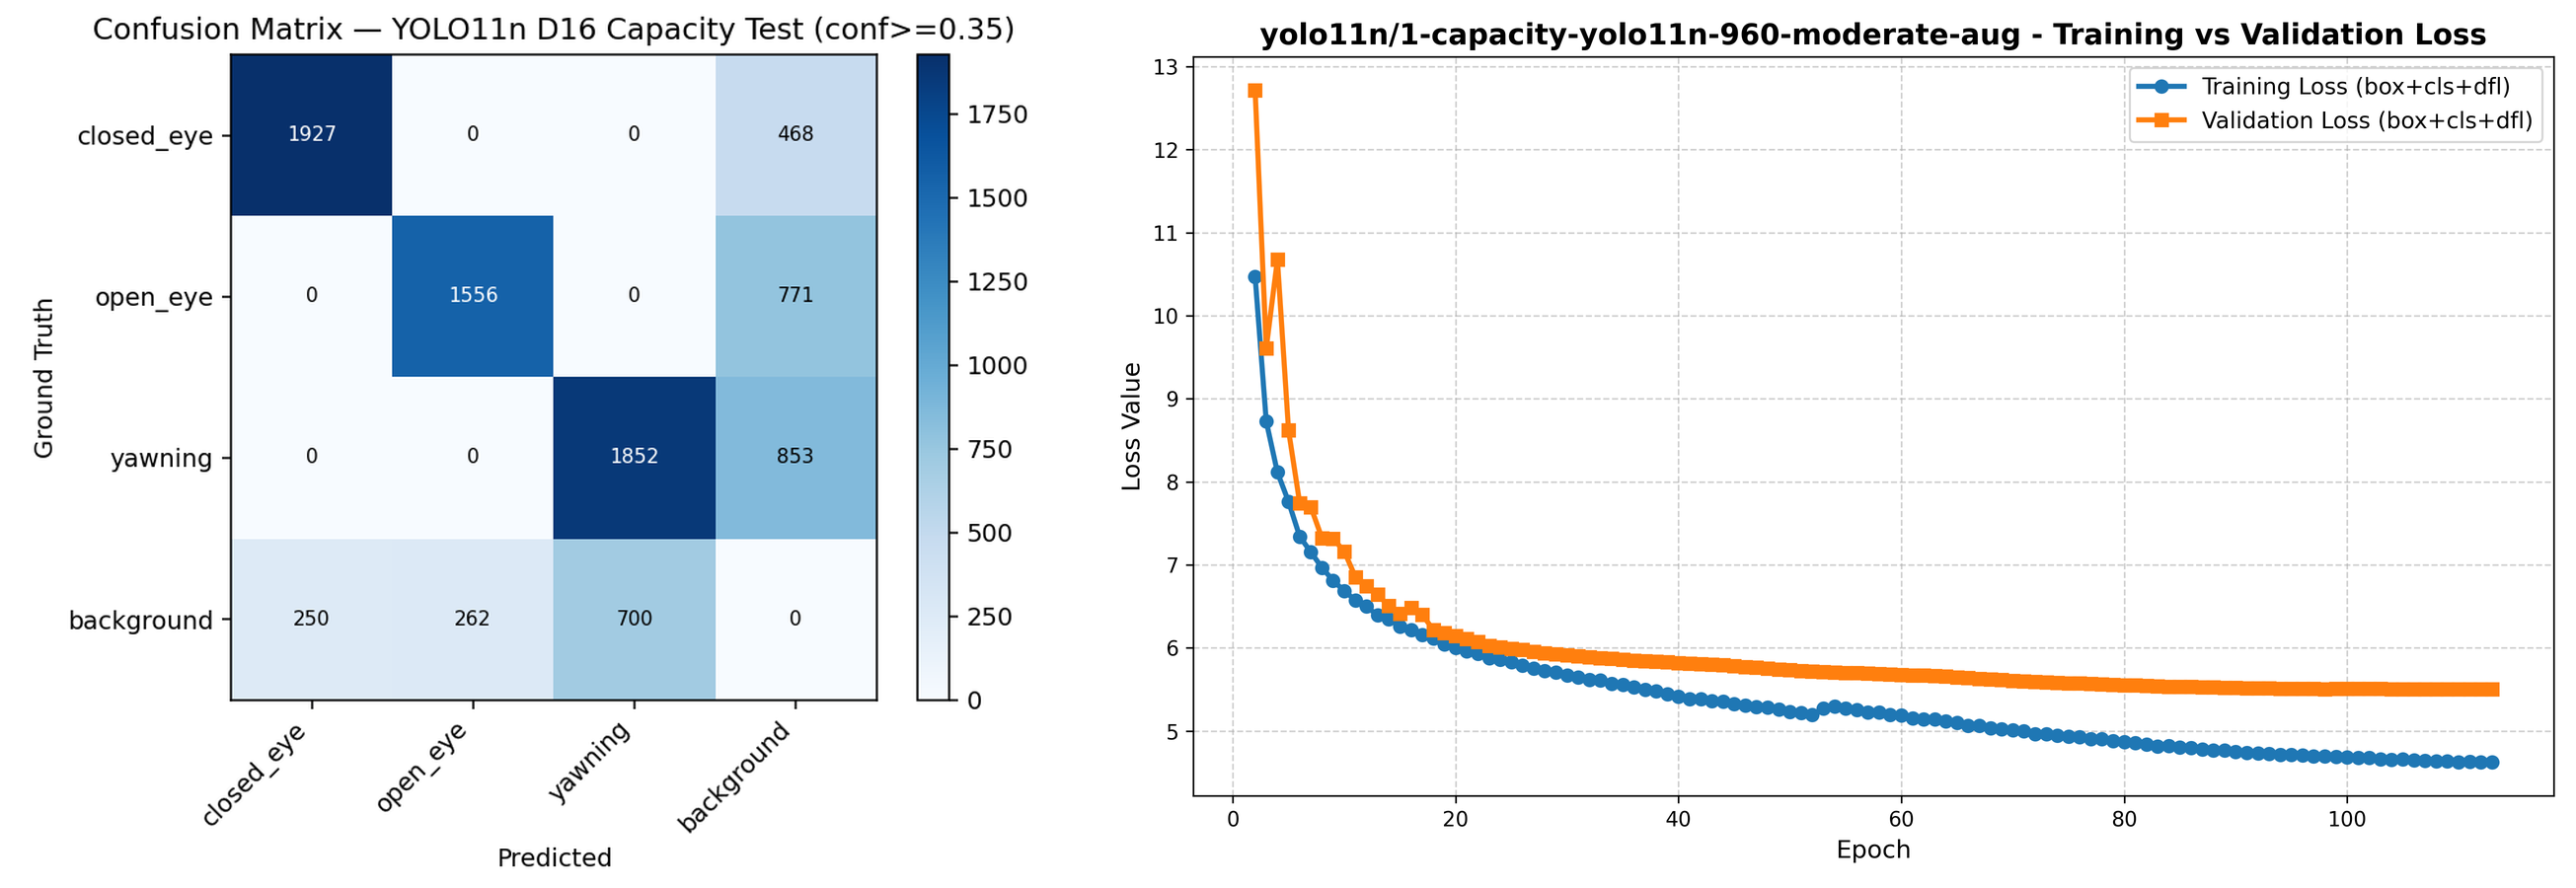 Confusion Matrix — YOLO11n D16 Capacity Test (conf>=0.35)
Ground Truth
closed_eye 1927 0 0 468
open_eye 0 1556 0 771
yawning 0 0 1852 853
background 250 262 700 0
closed_eye open_eye yawning background
Predicted
1750
1500
1250
1000
750
500
250
0
yolo11n/1-capacity-yolo11n-960-moderate-aug - Training vs Validation Loss
Training Loss (box+cls+dfl)
Validation Loss (box+cls+dfl)
Loss Value
13
12
11
10
9
8
7
6
5
0 20 40 60 80 100
Epoch